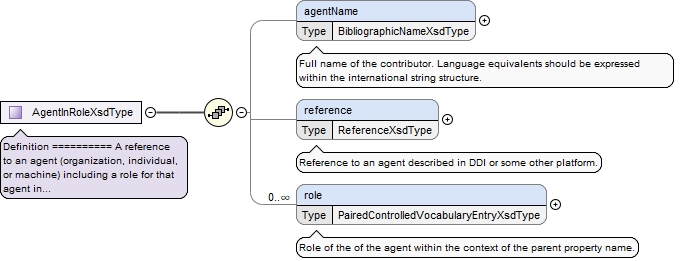 agentName
Type BibliographicNameXsdType
Full name of the contributor. Language equivalents should be expressed
within the international string structure.
AgentInRoleXsdType
Definition ========== A reference
to an agent (organization, individual,
or machine) including a role for that
agent in...
reference
Type ReferenceXsdType
Reference to an agent described in DDI or some other platform.
0..∞
role
Type PairedControlledVocabularyEntryXsdType
Role of the of the agent within the context of the parent property name.